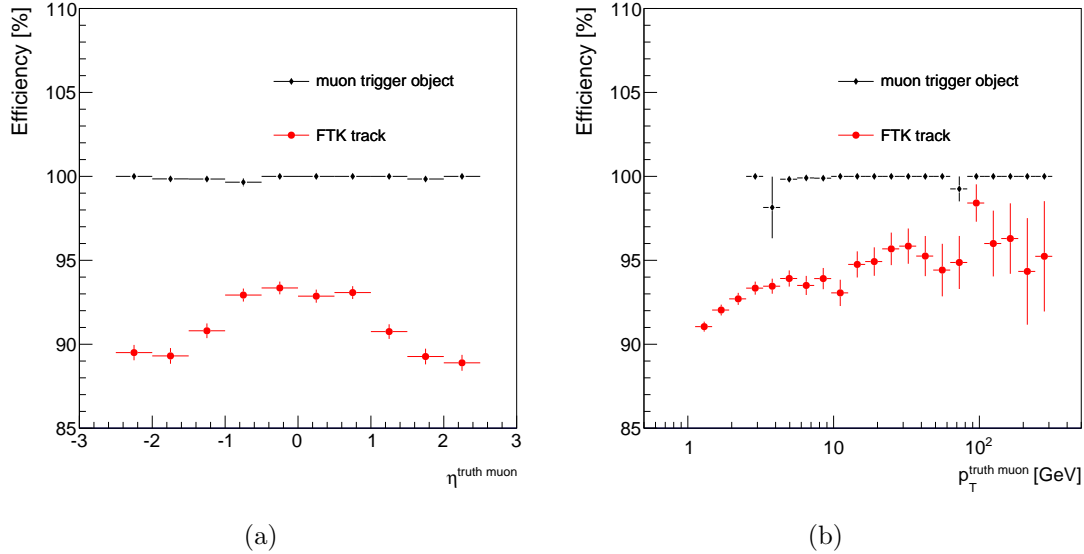 Efficiency [%]
110
105
100
95
90
85
muon trigger object
FTK track
-3 -2 -1 0 1 2 3
η^truth muon
(a)
Efficiency [%]
110
105
100
95
90
85
muon trigger object
FTK track
1 10 10²
p_T^truth muon [GeV]
(b)